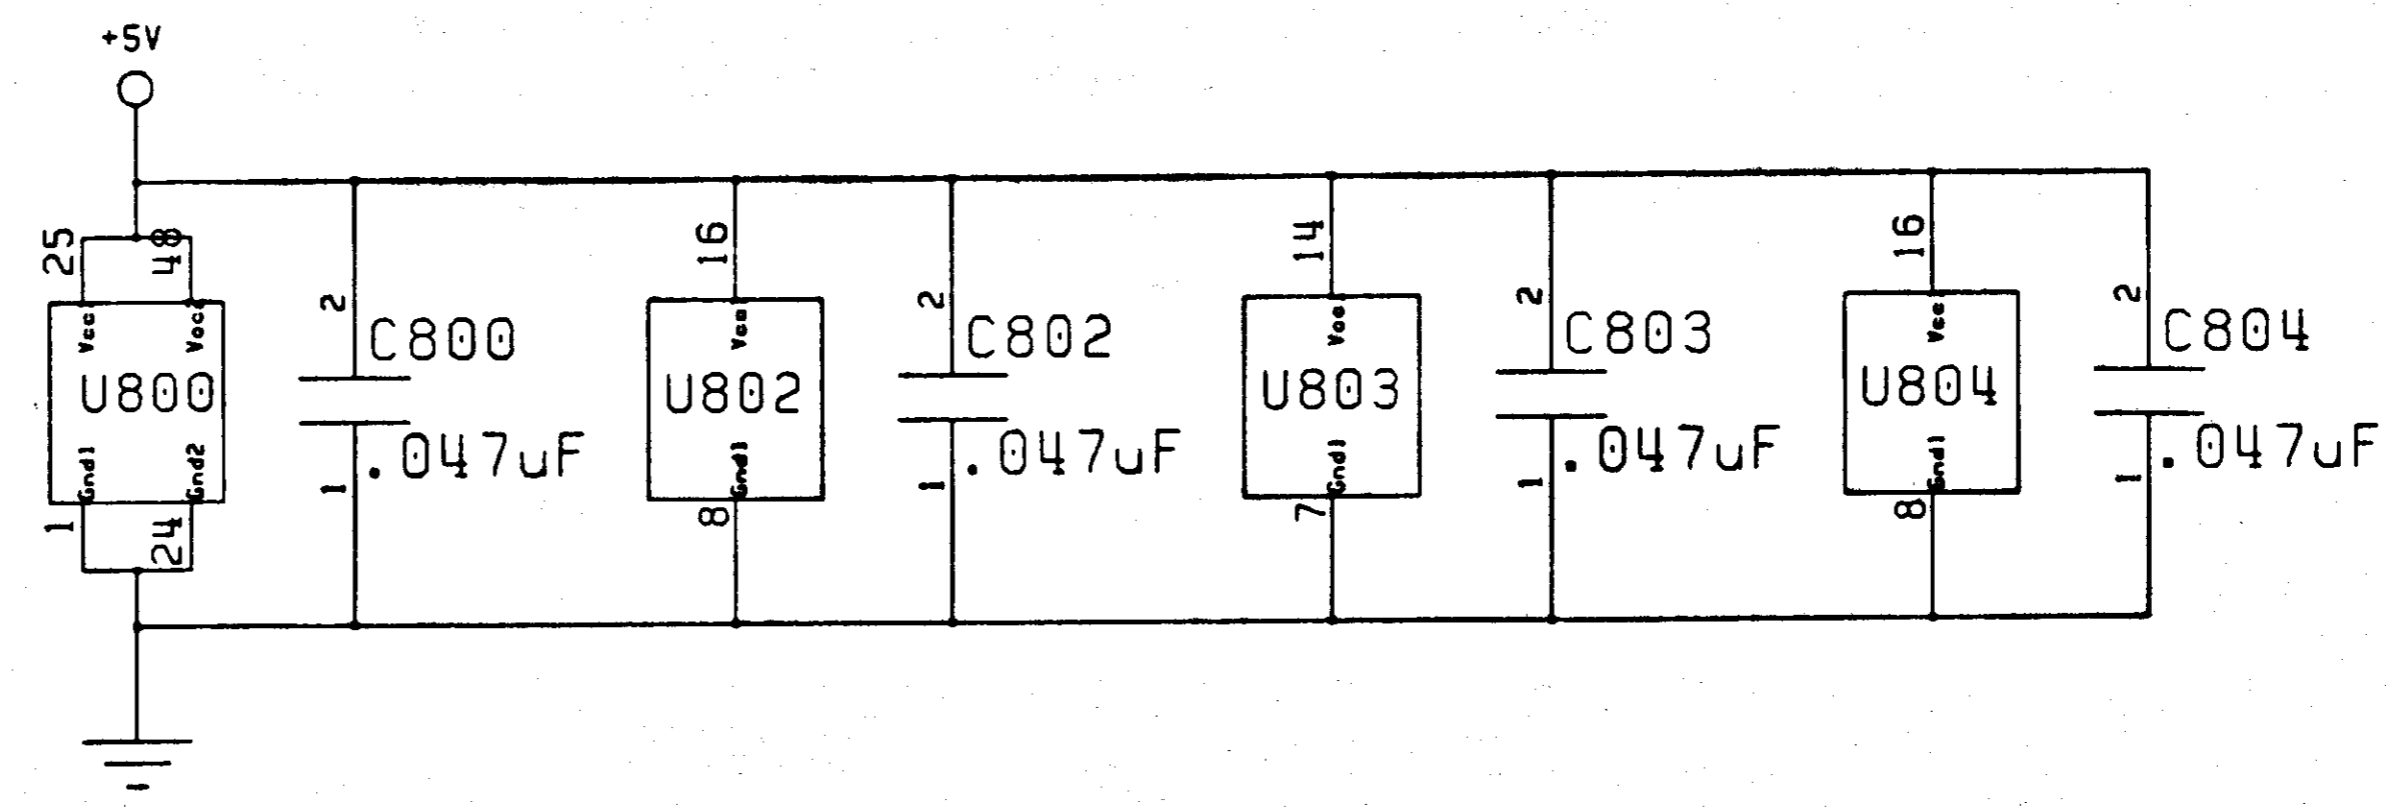 +5V
25
48
Vcc
Vcc2
U800
Gnd1
Gnd2
1
24
2
C800
.047uF
1
16
Vcc
U802
Gnd1
8
2
C802
.047uF
1
14
Vcc
U803
Gnd1
7
2
C803
.047uF
1
16
Vcc
U804
Gnd1
8
2
C804
.047uF
1